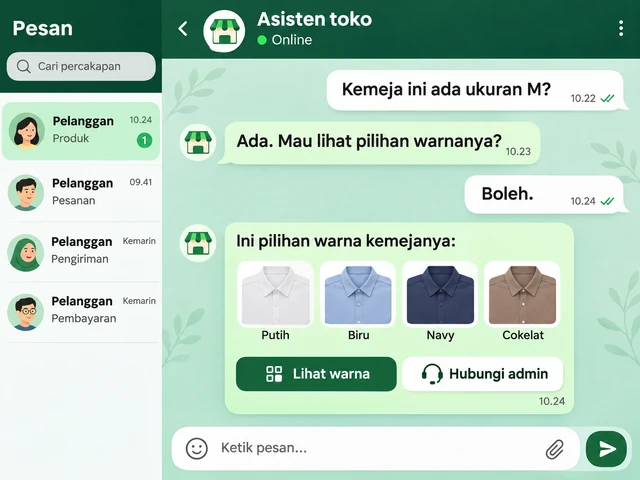 Pesan
Cari percakapan
Pelanggan 10.24
Produk 1
Pelanggan 09.41
Pesanan
Pelanggan Kemarin
Pengiriman
Pelanggan Kemarin
Pembayaran
Asisten toko
Online
Kemeja ini ada ukuran M? 10.22
Ada. Mau lihat pilihan warnanya? 10.23
Boleh. 10.24
Ini pilihan warna kemejanya:
Putih Biru Navy Cokelat
Lihat warna Hubungi admin
10.24
Ketik pesan...